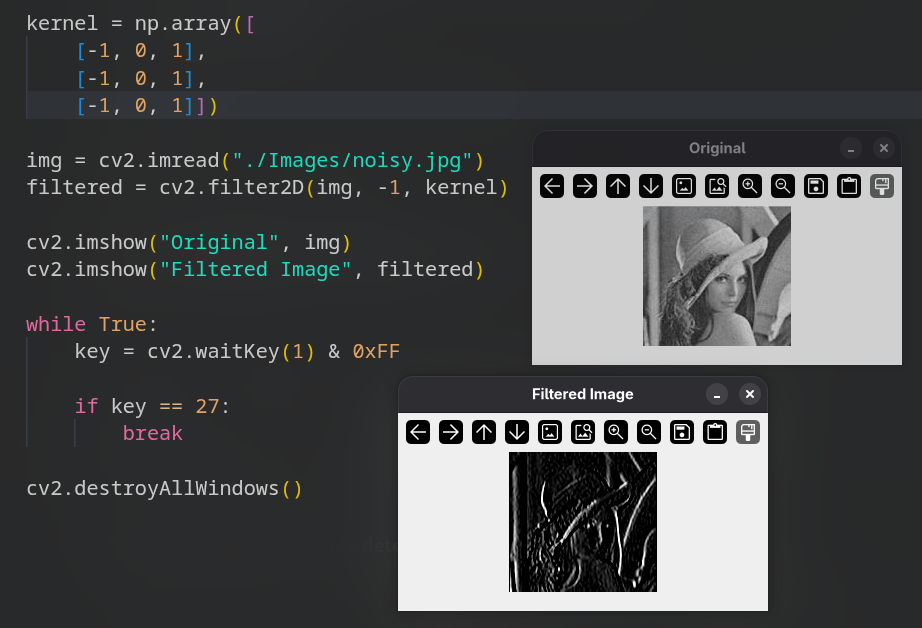 kernel = np.array([
[-1, 0, 1],
[-1, 0, 1],
[-1, 0, 1]])
img = cv2.imread("./Images/noisy.jpg")
filtered = cv2.filter2D(img, -1, kernel)
cv2.imshow("Original", img)
cv2.imshow("Filtered Image", filtered)
while True:
key = cv2.waitKey(1) & 0xFF
if key == 27:
break
cv2.destroyAllWindows()
Original
Filtered Image